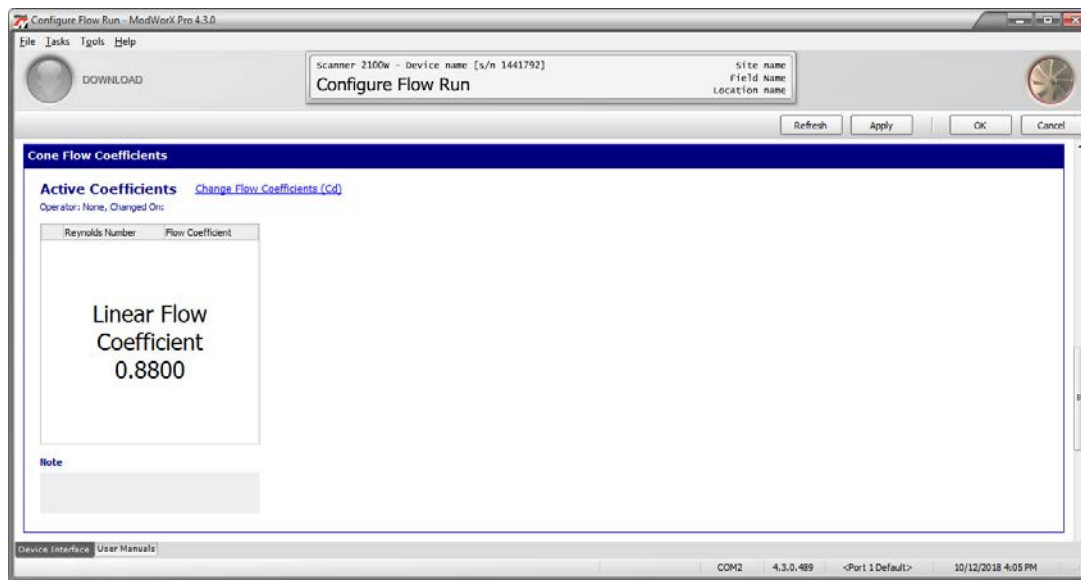 Configure Flow Run - ModWorX Pro 4.3.0
File Tasks Tools Help
DOWNLOAD
Scanner 2100w - Device name [s/n 1441792]
Configure Flow Run
Site name
Field Name
Location name
Refresh Apply OK Cancel
Cone Flow Coefficients
Active Coefficients Change Flow Coefficients (Cd)
Operator: None, Changed On:
Reynolds Number Flow Coefficient
Linear Flow
Coefficient
0.8800
Note
Device Interface User Manuals
COM2 4.3.0.489 <Port 1 Default> 10/12/2018 4:05 PM